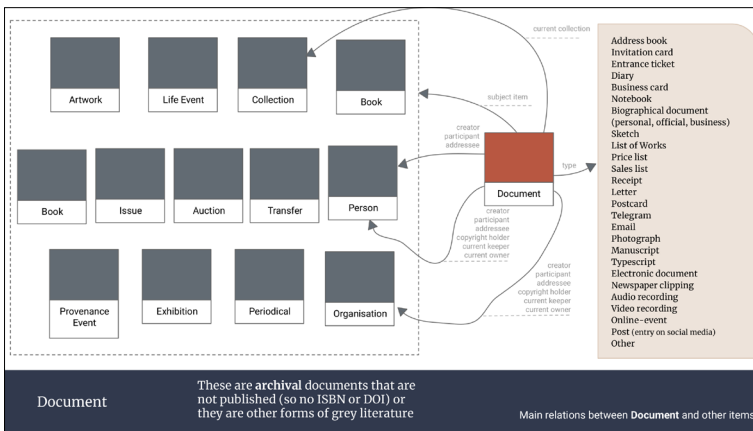 current collection
Artwork
Life Event
Collection
Book
subject item
creator
participant
addressee
Document
type
Book
Issue
Auction
Transfer
Person
creator
participant
addressee
copyright holder
current keeper
current owner
Provenance
Event
Exhibition
Periodical
Organisation
creator
participant
addressee
copyright holder
current keeper
current owner
Address book
Invitation card
Entrance ticket
Diary
Business card
Notebook
Biographical document
(personal, official, business)
Sketch
List of Works
Price list
Sales list
Receipt
Letter
Postcard
Telegram
Email
Photograph
Manuscript
Typescript
Electronic document
Newspaper clipping
Audio recording
Video recording
Online-event
Post (entry on social media)
Other
Document
These are archival documents that are
not published (so no ISBN or DOI) or
they are other forms of grey literature
Main relations between Document and other items